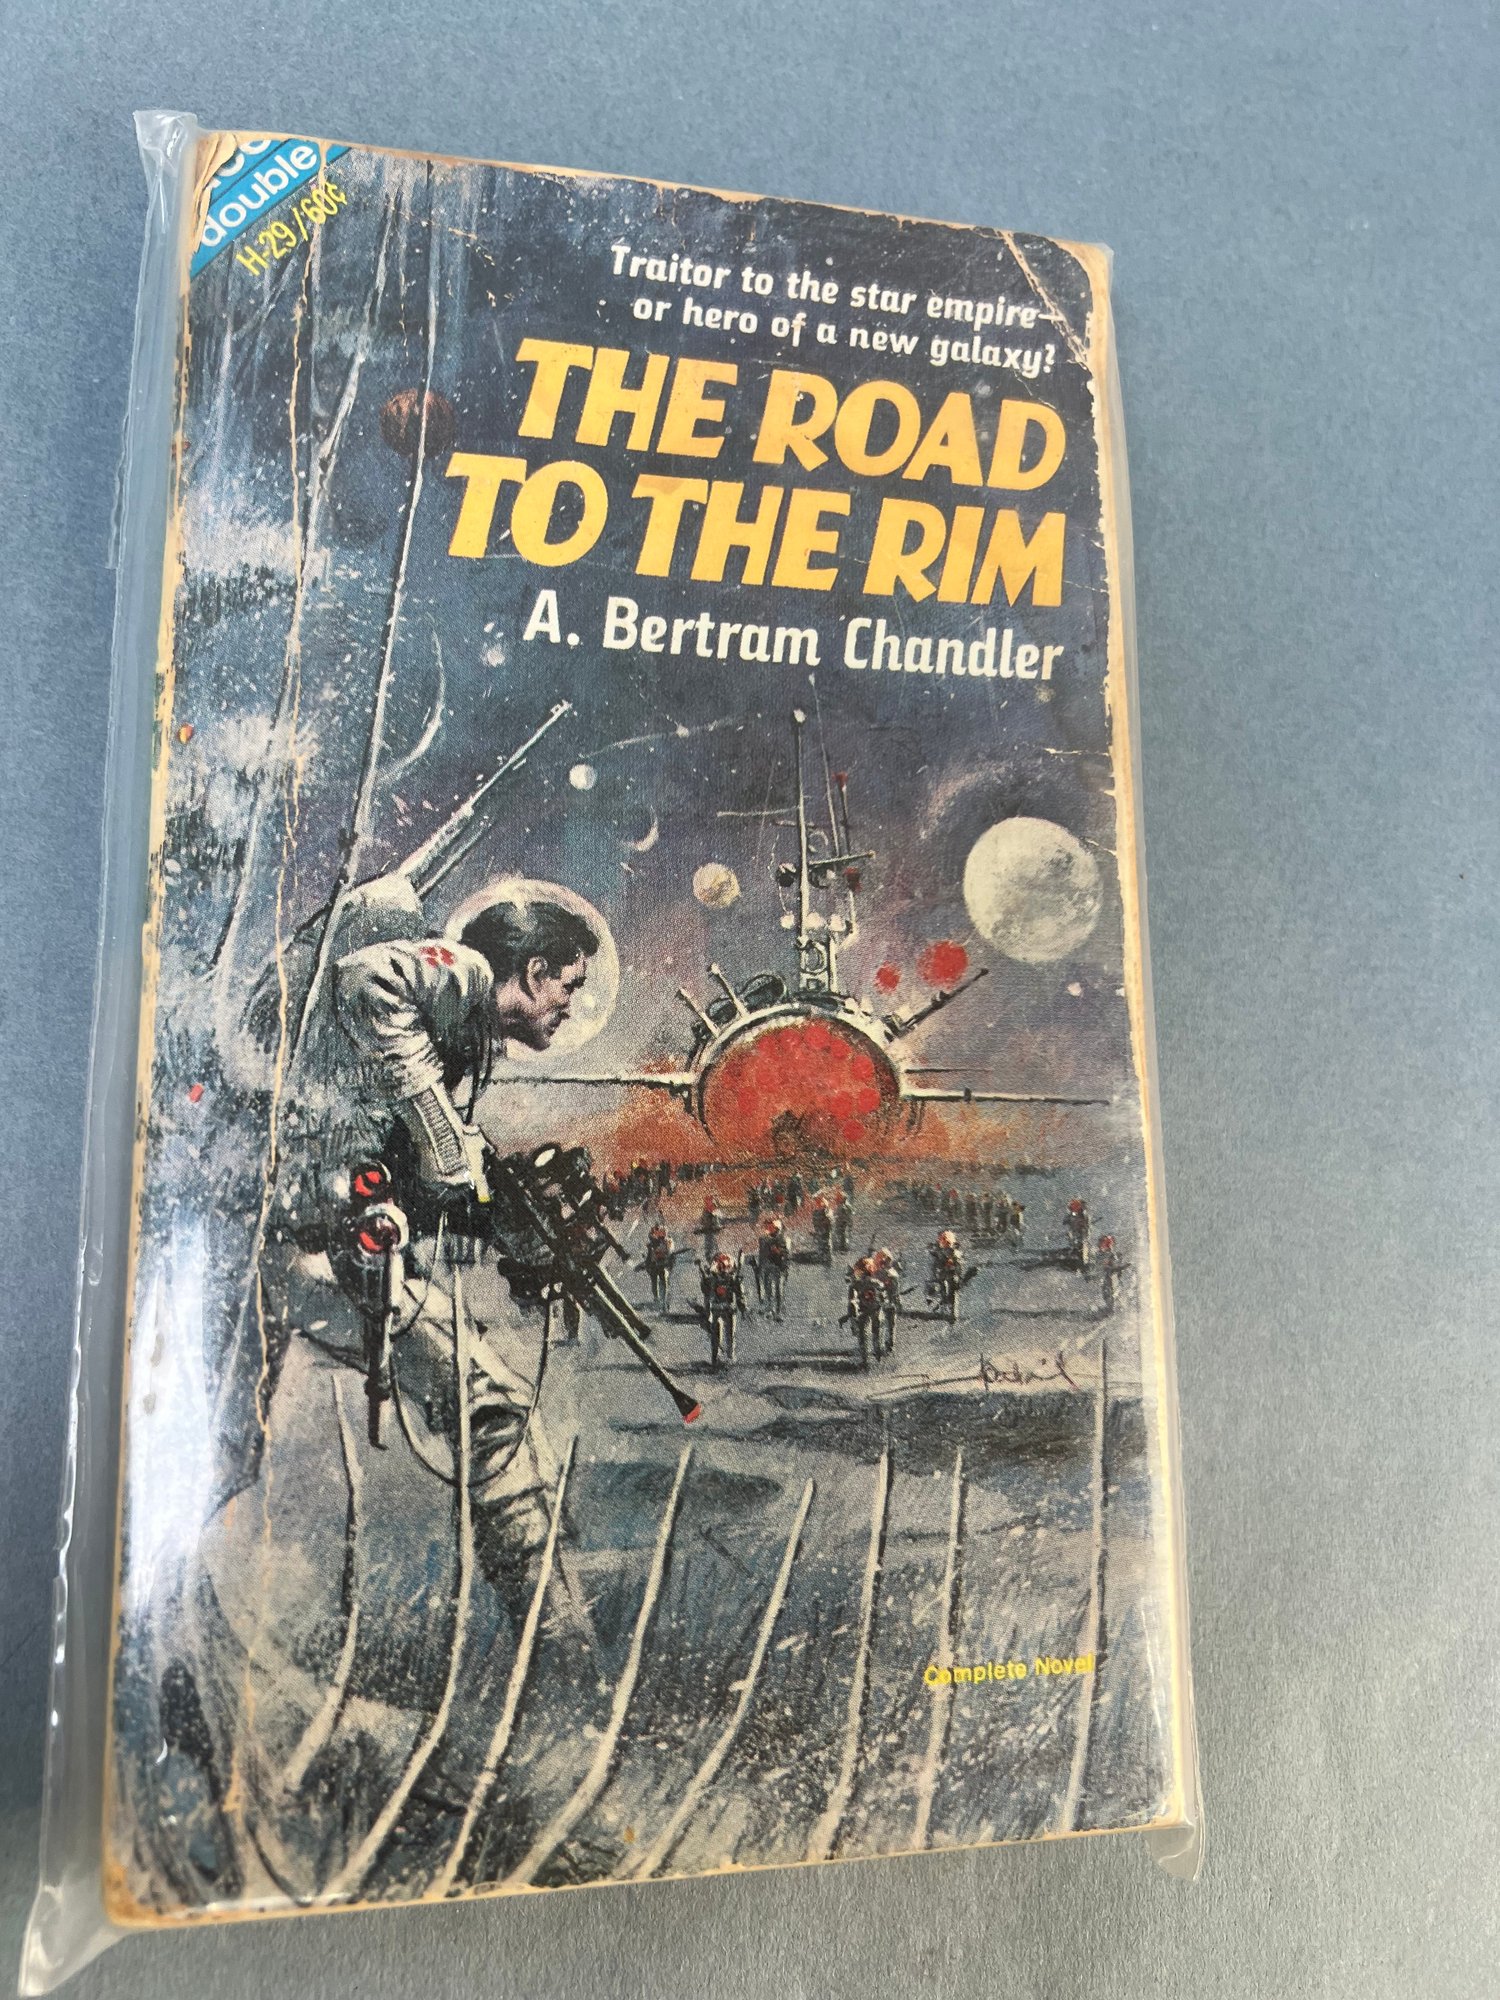 double
H-29/60¢
Traitor to the star empire—
or hero of a new galaxy?
THE ROAD
TO THE RIM
A. Bertram Chandler
Complete Novel